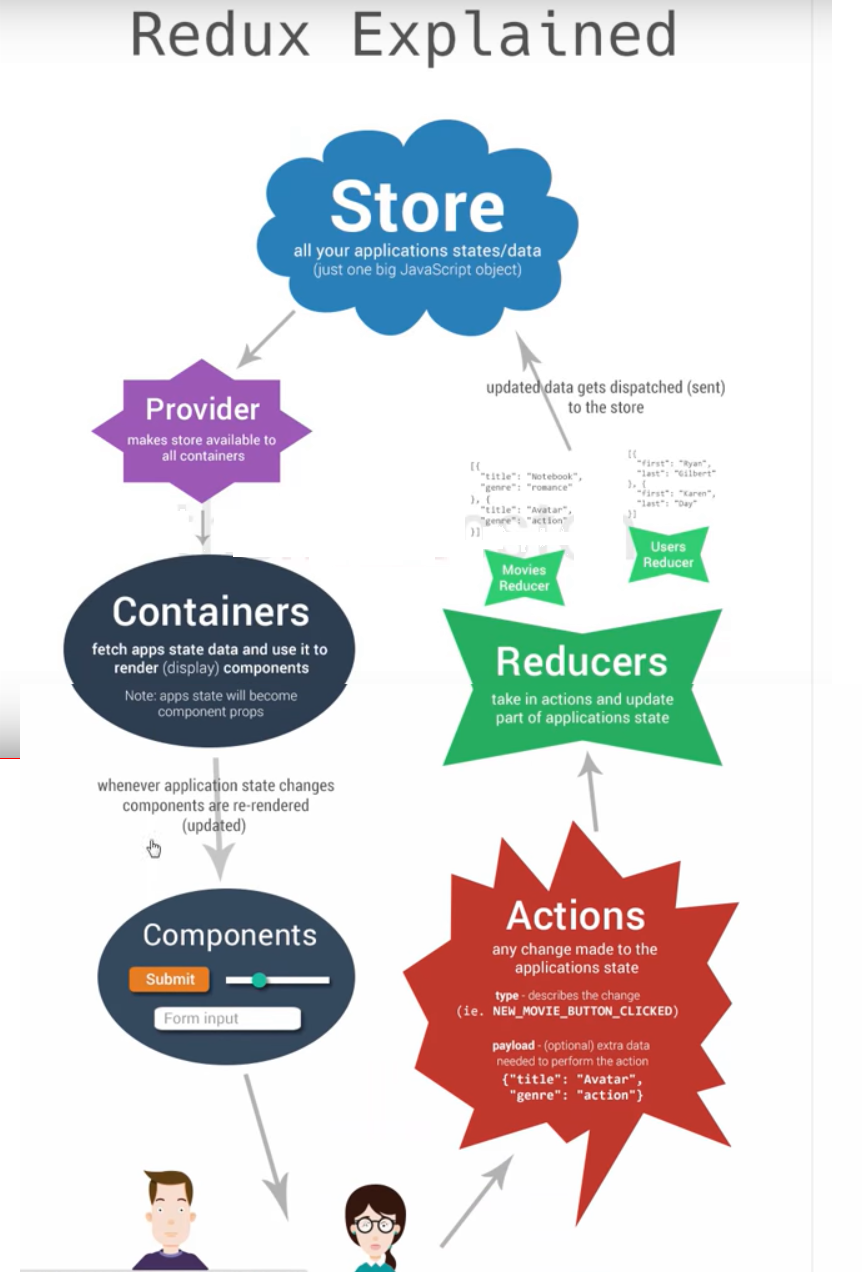 Redux Explained
Store
all your applications states/data
(just one big JavaScript object)
Provider
makes store available to
all containers
Containers
fetch apps state data and use it to
render (display) components
Note: apps state will become
component props
whenever application state changes
components are re-rendered
(updated)
Components
Submit
Form input
updated data gets dispatched (sent)
to the store
[{
"title": "Notebook",
"genre": "romance"
}, {
"title": "Avatar",
"genre": "action"
}]
[{
"first": "Ryan",
"last": "Gilbert"
}, {
"first": "Karen",
"last": "Day"
}]
Movies
Reducer
Users
Reducer
Reducers
take in actions and update
part of applications state
Actions
any change made to the
applications state
type - describes the change
(ie. NEW_MOVIE_BUTTON_CLICKED)
payload - (optional) extra data
needed to perform the action
{"title": "Avatar",
"genre": "action"}